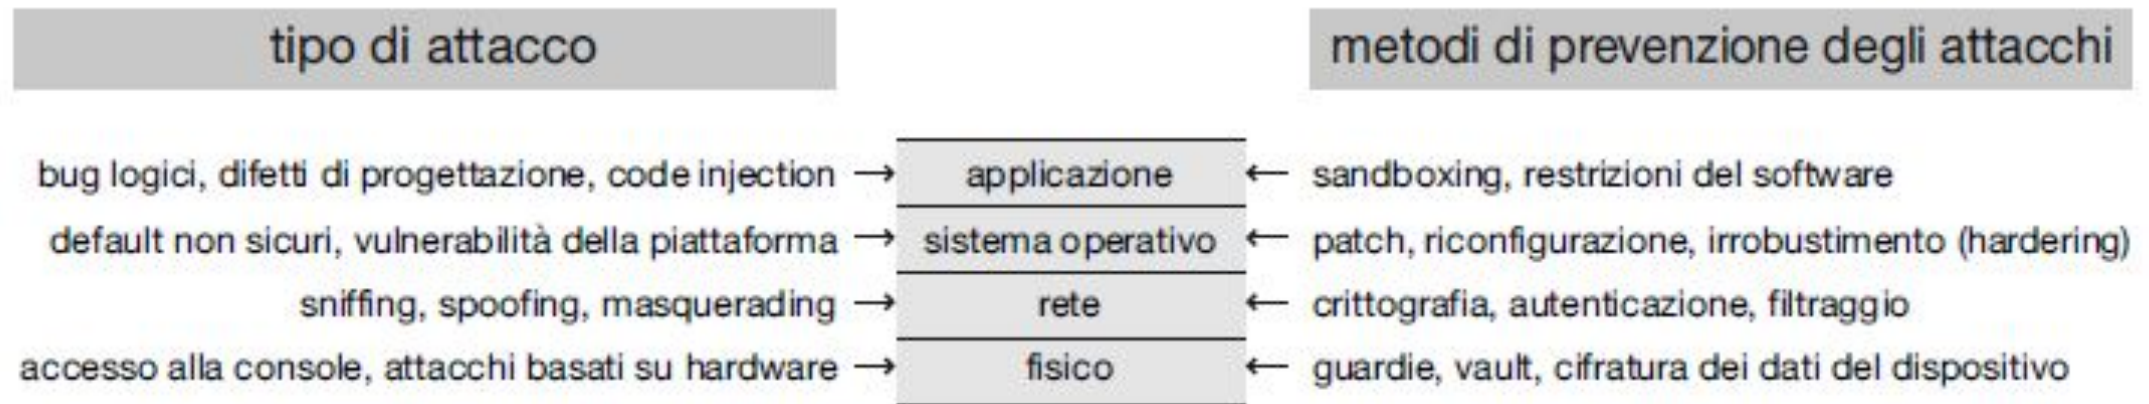 tipo di attacco metodi di prevenzione degli attacchi
bug logici, difetti di progettazione, code injection → applicazione ← sandboxing, restrizioni del software
default non sicuri, vulnerabilità della piattaforma → sistema operativo ← patch, riconfigurazione, irrobustimento (hardering)
sniffing, spoofing, masquerading → rete ← crittografia, autenticazione, filtraggio
accesso alla console, attacchi basati su hardware → fisico ← guardie, vault, cifratura dei dati del dispositivo